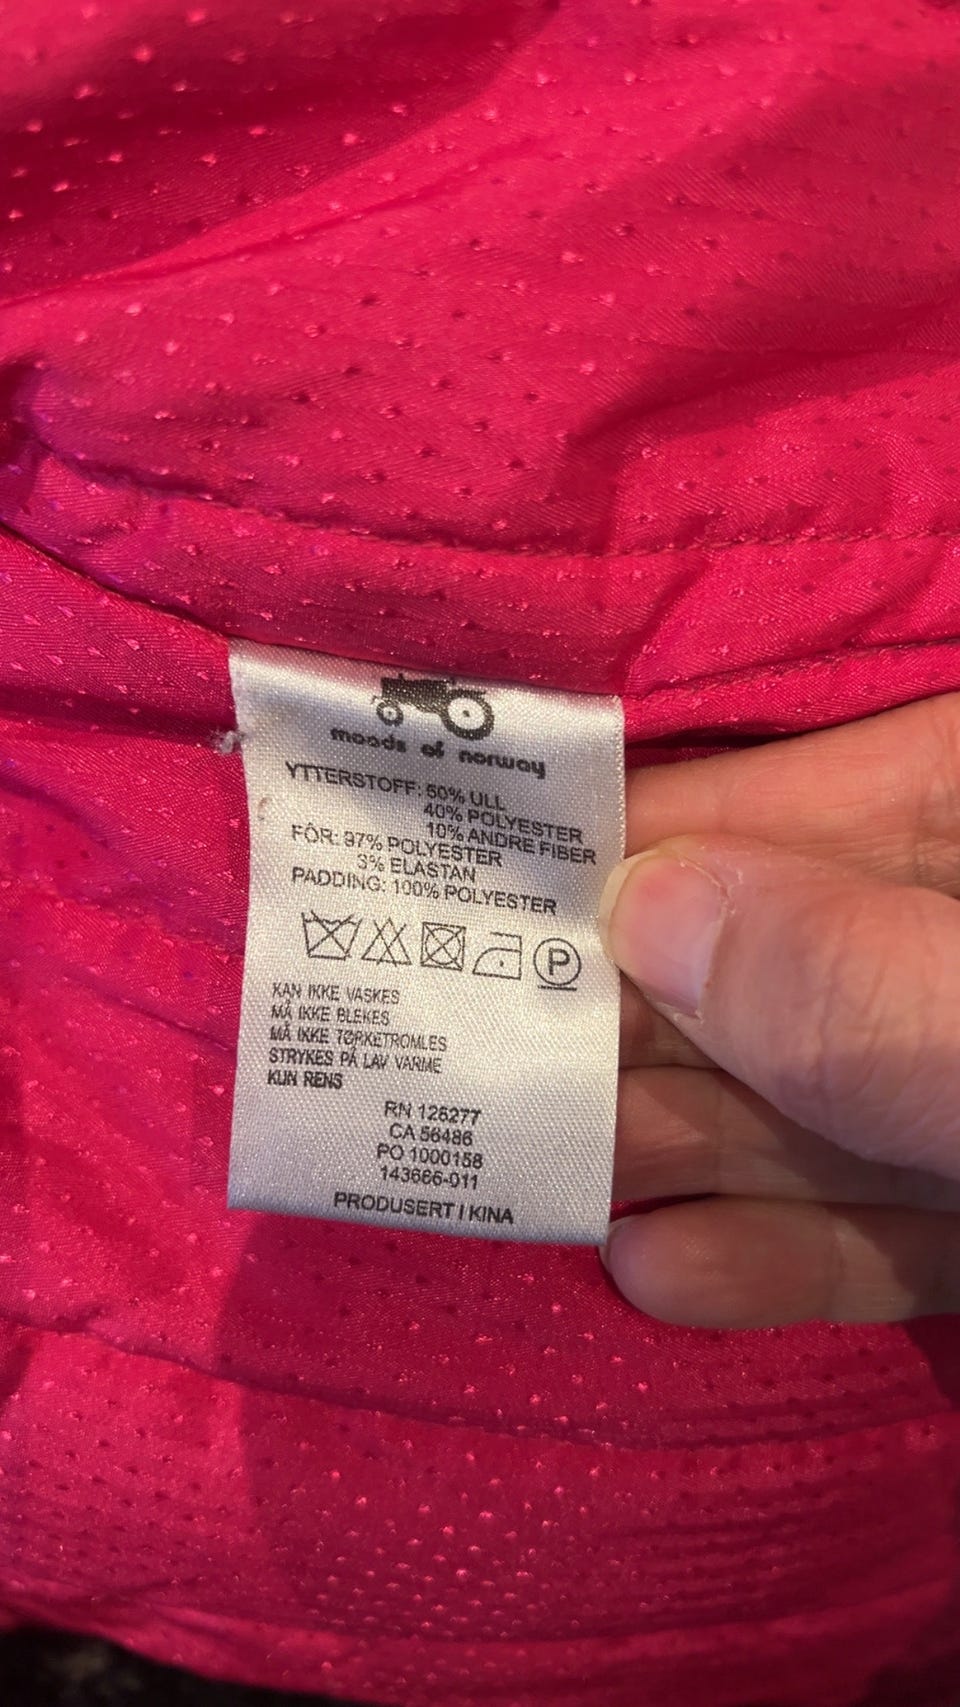 moods of norway
YTTERSTOFF: 50% ULL
40% POLYESTER
10% ANDRE FIBER
FÔR: 97% POLYESTER
3% ELASTAN
PADDING: 100% POLYESTER
P
KAN IKKE VASKES
MÅ IKKE BLEKES
MÅ IKKE TØRKETROMLES
STRYKES PÅ LAV VARME
KUN RENS
RN 126277
CA 56486
PO 1000158
143666-011
PRODUSERT I KINA